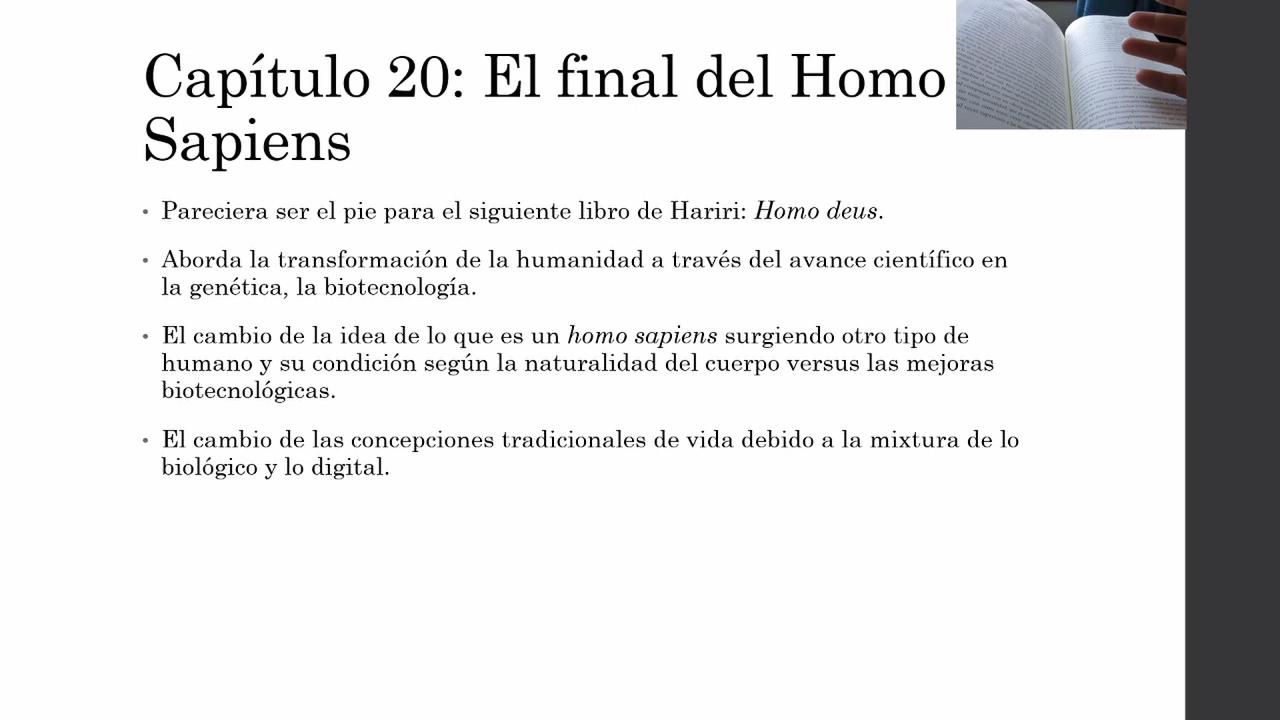 Capítulo 20: El final del Homo
Sapiens
• Pareciera ser el pie para el siguiente libro de Hariri: Homo deus.
• Aborda la transformación de la humanidad a través del avance científico en
la genética, la biotecnología.
• El cambio de la idea de lo que es un homo sapiens surgiendo otro tipo de
humano y su condición según la naturalidad del cuerpo versus las mejoras
biotecnológicas.
• El cambio de las concepciones tradicionales de vida debido a la mixtura de lo
biológico y lo digital.